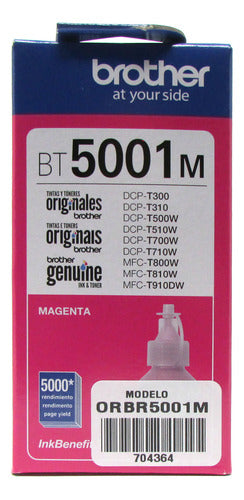 brother
at your side
BT5001M
TINTAS Y TÓNERES
originales
brother
TINTAS E TONERS
originais
brother
brother
genuine
INK & TONER
DCP-T300
DCP-T310
DCP-T500W
DCP-T510W
DCP-T700W
DCP-T710W
MFC-T800W
MFC-T810W
MFC-T910DW
MAGENTA
5000*
rendimiento
rendimento
page yield
InkBenefit
MODELO
ORBR5001M
704364